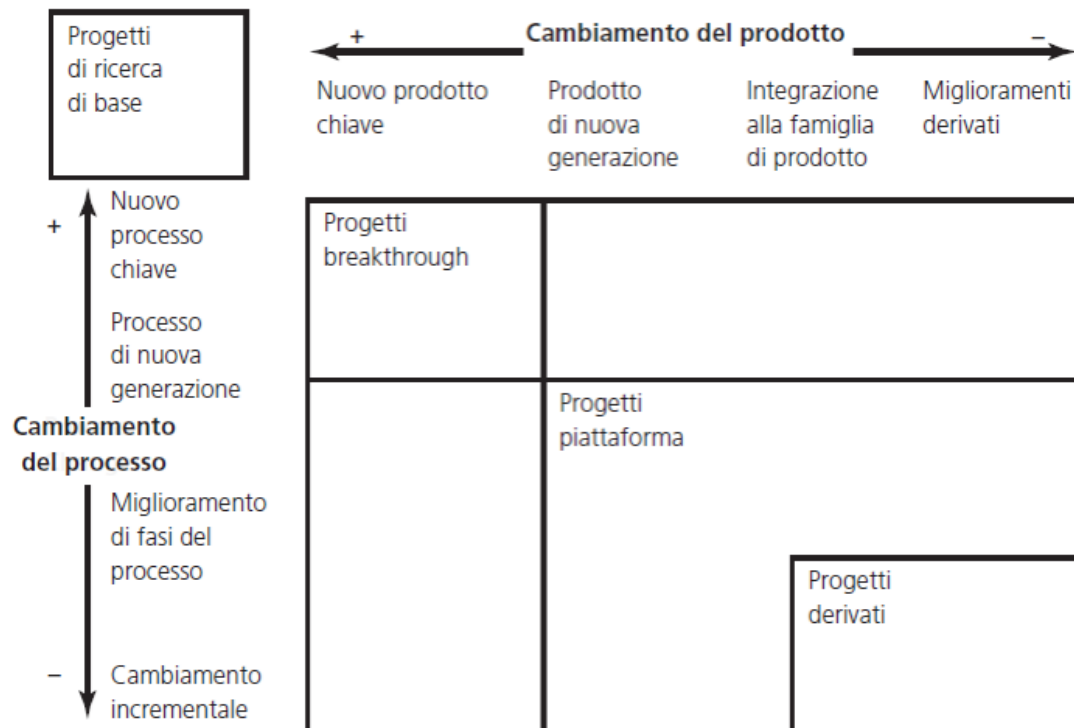 Progetti
di ricerca
di base
+ Cambiamento del prodotto –
Nuovo prodotto
chiave
Prodotto
di nuova
generazione
Integrazione
alla famiglia
di prodotto
Miglioramenti
derivati
+
Nuovo
processo
chiave
Processo
di nuova
generazione
Cambiamento
del processo
Miglioramento
di fasi del
processo
–
Cambiamento
incrementale
Progetti
breakthrough
Progetti
piattaforma
Progetti
derivati